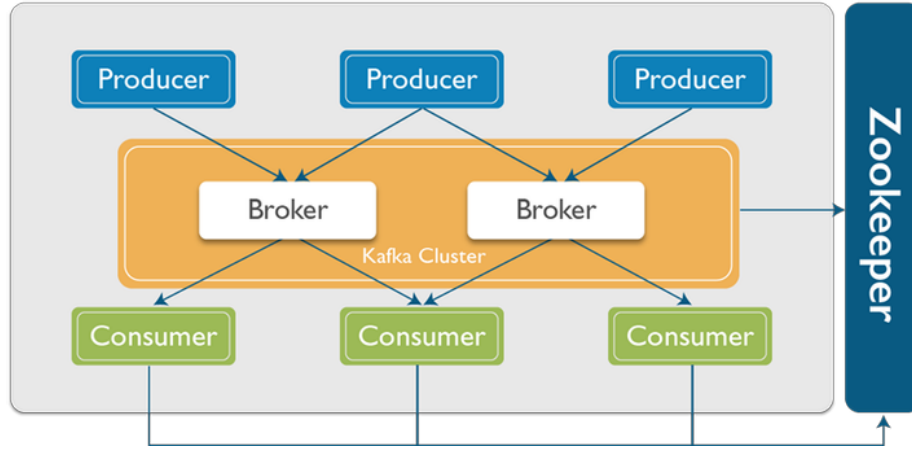 Producer
Producer
Producer
Broker
Broker
Kafka Cluster
Consumer
Consumer
Consumer
Zookeeper